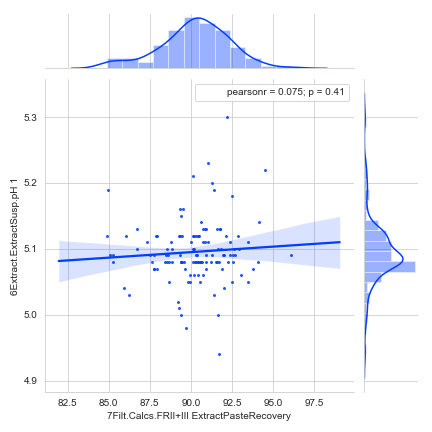 pearsonr = 0.075; p = 0.41
6Extract.ExtractSusp.pH 1
5.3
5.2
5.1
5.0
4.9
82.5 85.0 87.5 90.0 92.5 95.0 97.5
7Filt.Calcs.FRII+III ExtractPasteRecovery